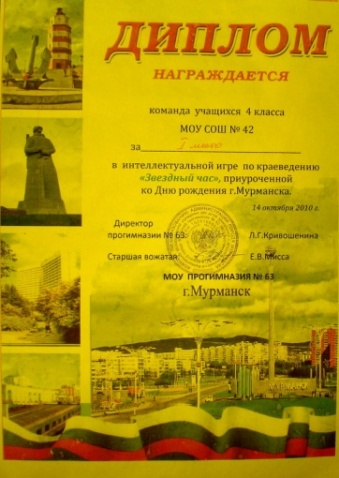 ДИПЛОМ
НАГРАЖДАЕТСЯ
команда учащихся 4 класса
МОУ СОШ № 42
за I место
в интеллектуальной игре по краеведению
«Звездный час», приуроченной
ко Дню рождения г.Мурманска.
14 октября 2010 г.
Директор
прогимназии № 63 Л.Г.Кривошенина
Старшая вожатая Е.В.Мисса
МОУ ПРОГИМНАЗИЯ № 63
г.Мурманск